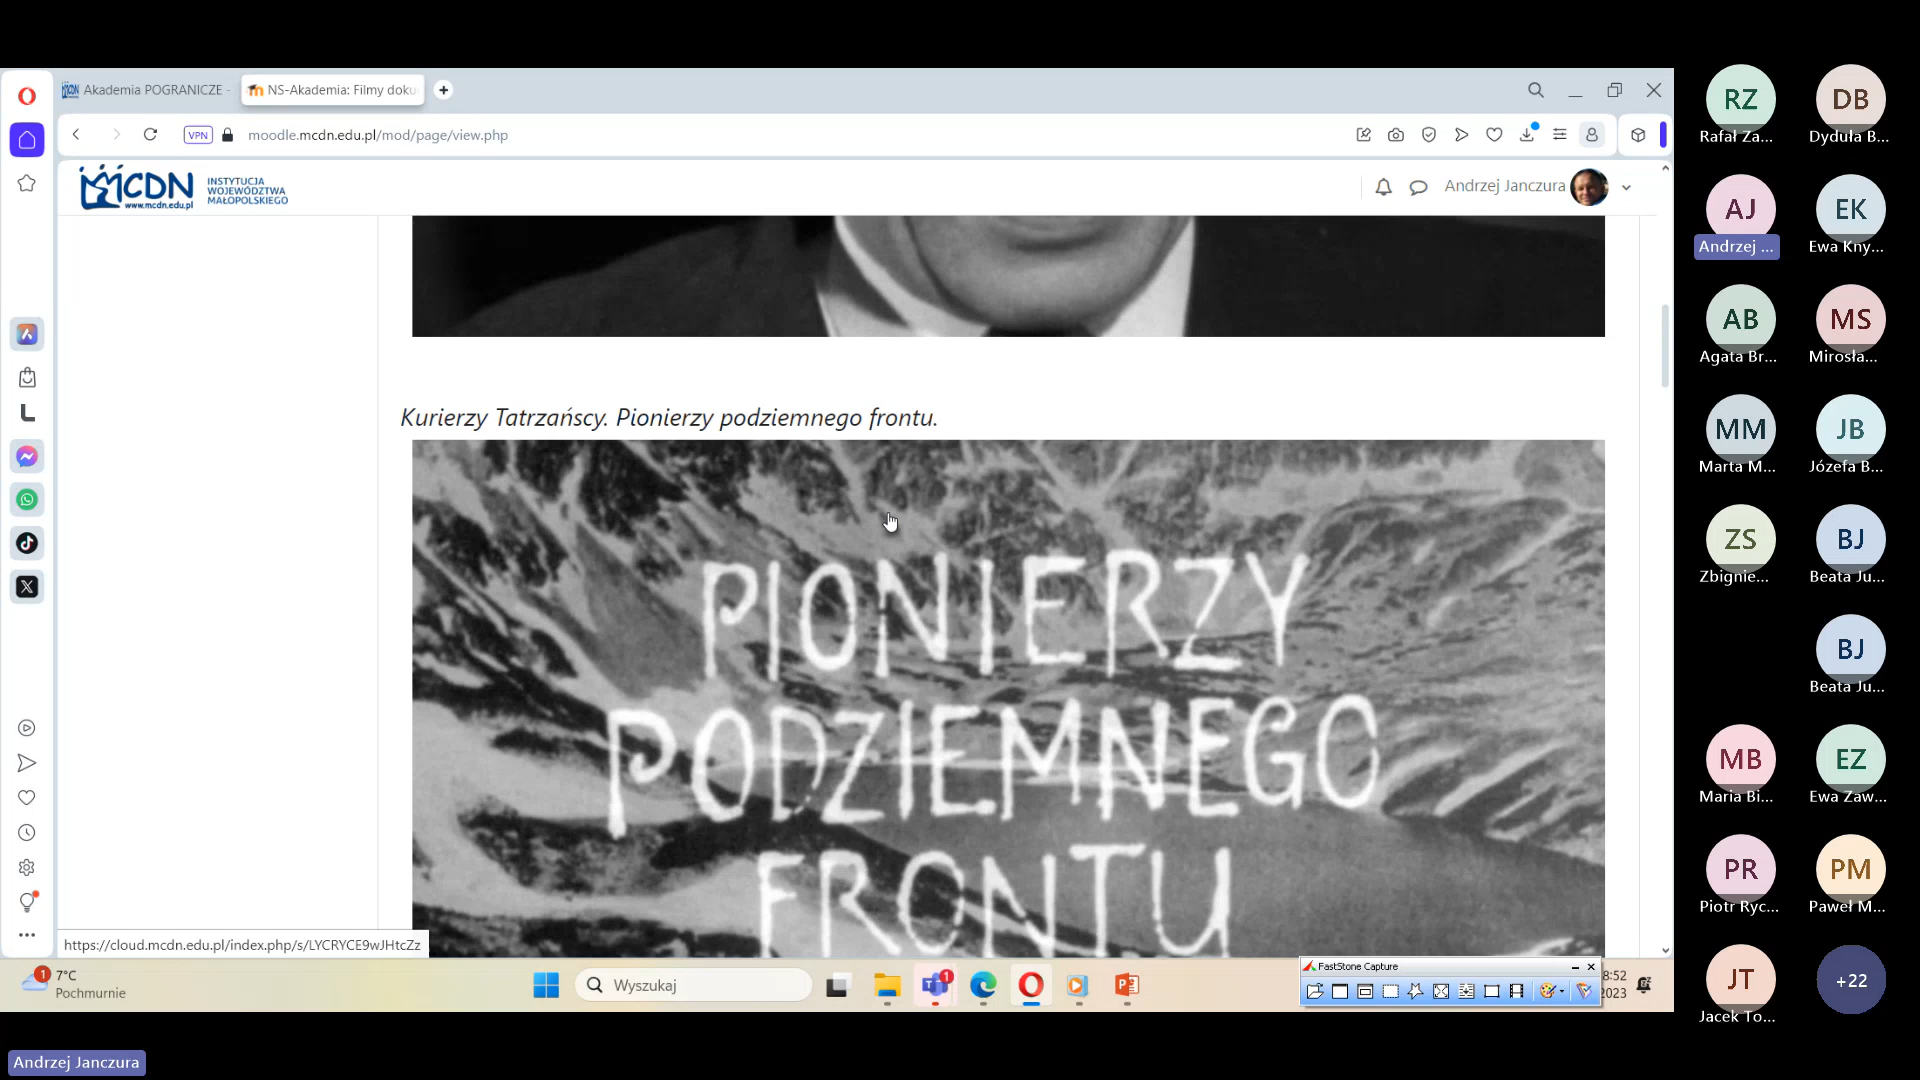 Akademia POGRANICZE -
NS-Akademia: Filmy doku
VPN
moodle.mcdn.edu.pl/mod/page/view.php
MCDN
www.mcdn.edu.pl
INSTYTUCJA
WOJEWÓDZTWA
MAŁOPOLSKIEGO
Andrzej Janczura
Kurierzy Tatrzańscy. Pionierzy podziemnego frontu.
PIONIERZY
PODZIEMNEGO
FRONTU
https://cloud.mcdn.edu.pl/index.php/s/LYCRYCE9wJHtcZz
1
7°C
Pochmurnie
Wyszukaj
1
FastStone Capture
8:52
2023
RZ
Rafał Za...
DB
Dyduła B...
AJ
Andrzej ...
EK
Ewa Kny...
AB
Agata Br...
MS
Mirosła...
MM
Marta M...
JB
Józefa B...
ZS
Zbignie...
BJ
Beata Ju...
BJ
Beata Ju...
MB
Maria Bi...
EZ
Ewa Zaw...
PR
Piotr Ryc...
PM
Paweł M...
JT
Jacek To...
+22
Andrzej Janczura